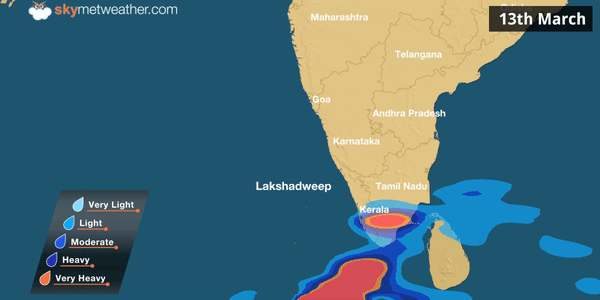 skymetweather.com
13th March
Maharashtra
Telangana
Goa
Andhra Pradesh
Karnataka
Lakshadweep
Tamil Nadu
Kerala
Very Light
Light
Moderate
Heavy
Very Heavy